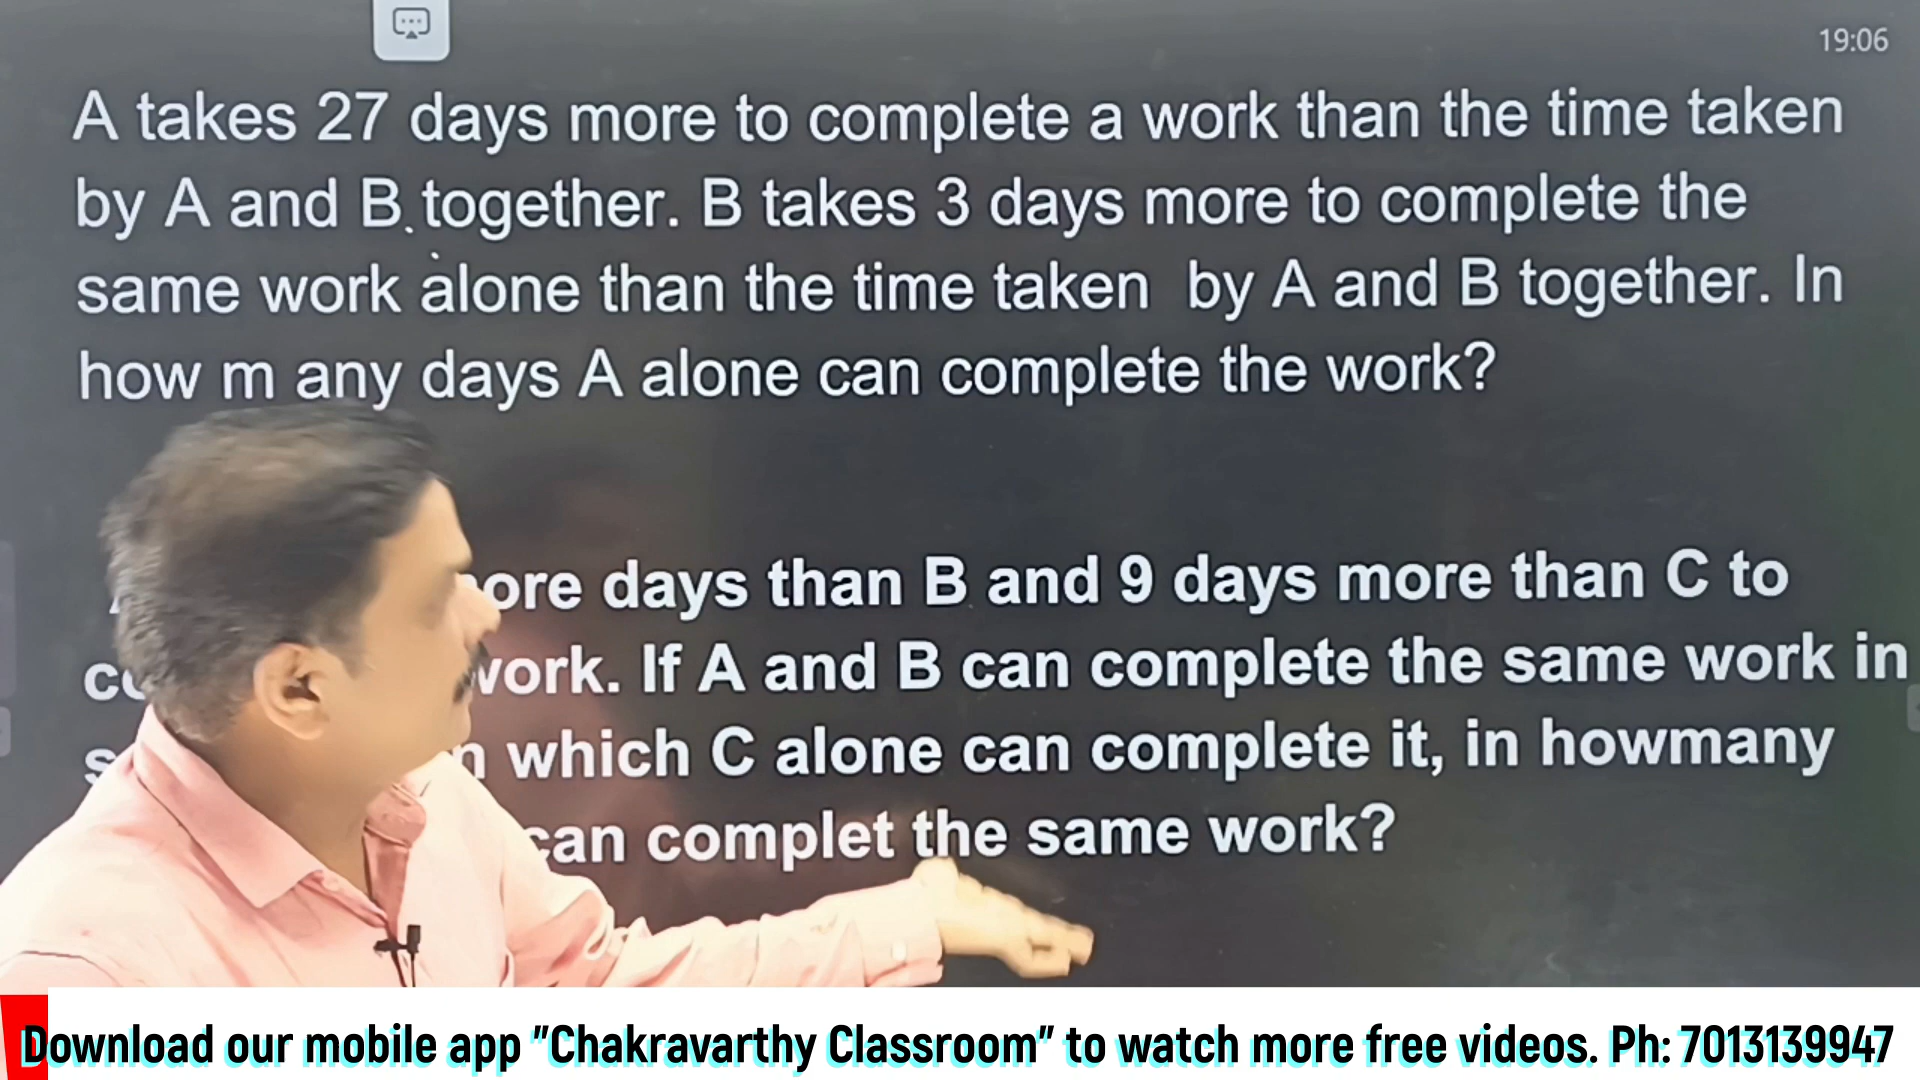 19:06
A takes 27 days more to complete a work than the time taken
by A and B together. B takes 3 days more to complete the
same work alone than the time taken by A and B together. In
how m any days A alone can complete the work?
days than B and 9 days more than C to
If A and B can complete the same work in
which C alone can complete it, in howmany
can complet the same work?
Download our mobile app "Chakravarthy Classroom" to watch more free videos. Ph: 7013139947